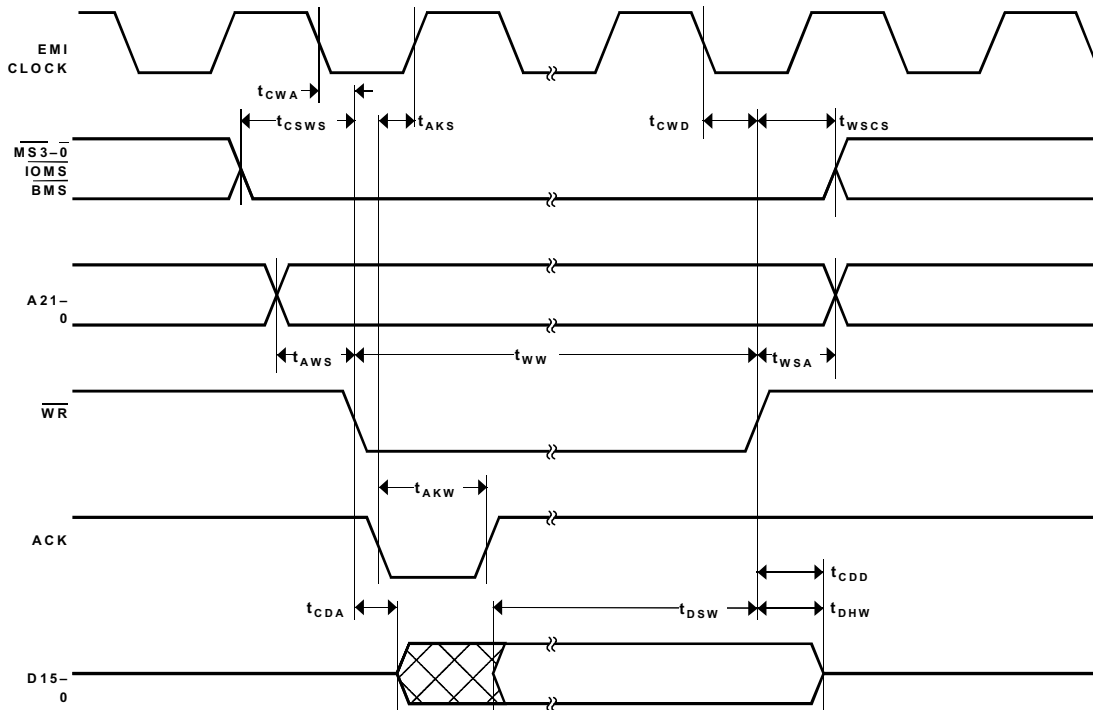 EMI
CLOCK
tCWA
tCSWS
tAKS
tCWD
tWSCS
MS3–0
IOMS
BMS
A21–
0
tAWS
tWW
tWSA
WR
tAKW
ACK
tCDD
tCDA
tDSW
tDHW
D15–
0